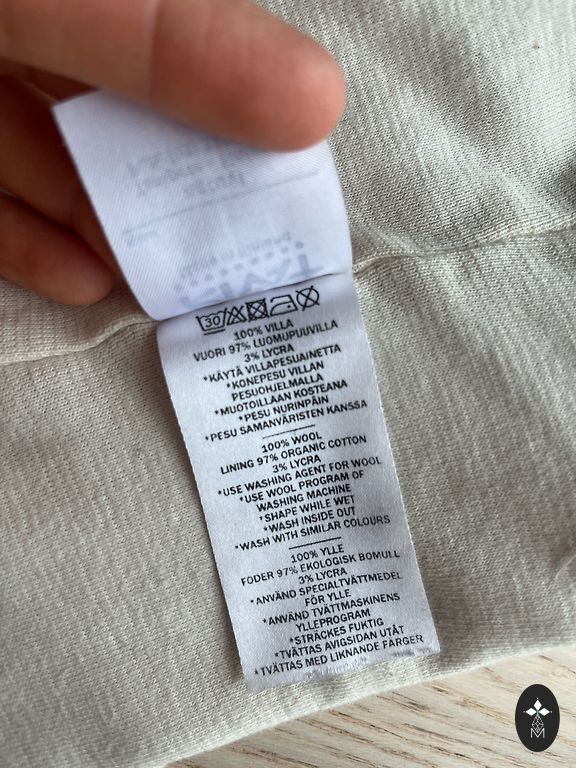 30
100% VILLA
VUORI 97% LUOMUPUUVILLA
3% LYCRA
*KÄYTÄ VILLAPESUAINETTA
*KONEPESU VILLAN
PESUOHJELMALLA
*MUOTOILLAAN KOSTEANA
*PESU NURINPÄIN
*PESU SAMANVÄRISTEN KANSSA
100% WOOL
LINING 97% ORGANIC COTTON
3% LYCRA
*USE WASHING AGENT FOR WOOL
*USE WOOL PROGRAM OF
WASHING MACHINE
*SHAPE WHILE WET
*WASH INSIDE OUT
*WASH WITH SIMILAR COLOURS
100% YLLE
FODER 97% EKOLOGISK BOMULL
3% LYCRA
*ANVÄND SPECIALTVÄTTMEDEL
FÖR YLLE
*ANVÄND TVÄTTMASKINENS
YLLEPROGRAM
*STRÄCKES FUKTIG
*TVÄTTAS AVIGSIDAN UTÅT
*TVÄTTAS MED LIKNANDE FÄRGER